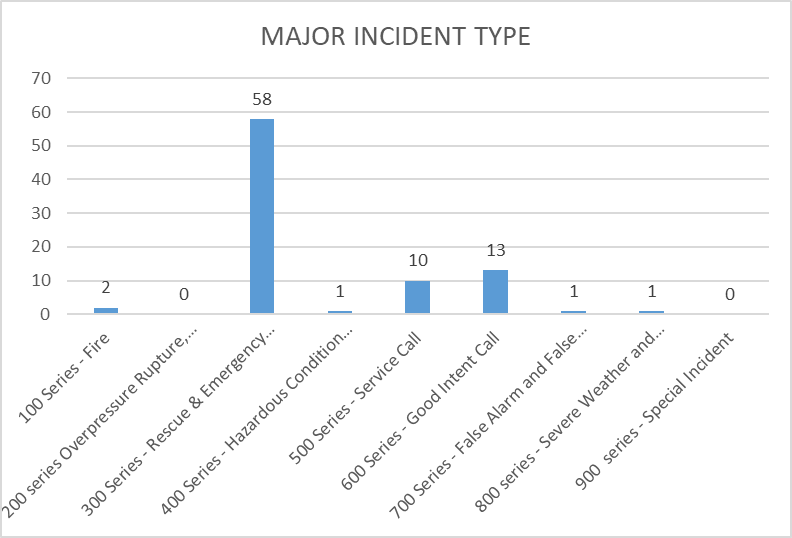 MAJOR INCIDENT TYPE
70
60
50
40
30
20
10
0
2
0
58
1
10
13
1
1
0
100 Series - Fire
200 series Overpressure Rupture,...
300 Series - Rescue & Emergency...
400 Series - Hazardous Condition...
500 Series - Service Call
600 Series - Good Intent Call
700 Series - False Alarm and False...
800 series - Severe Weather and...
900  series - Special Incident